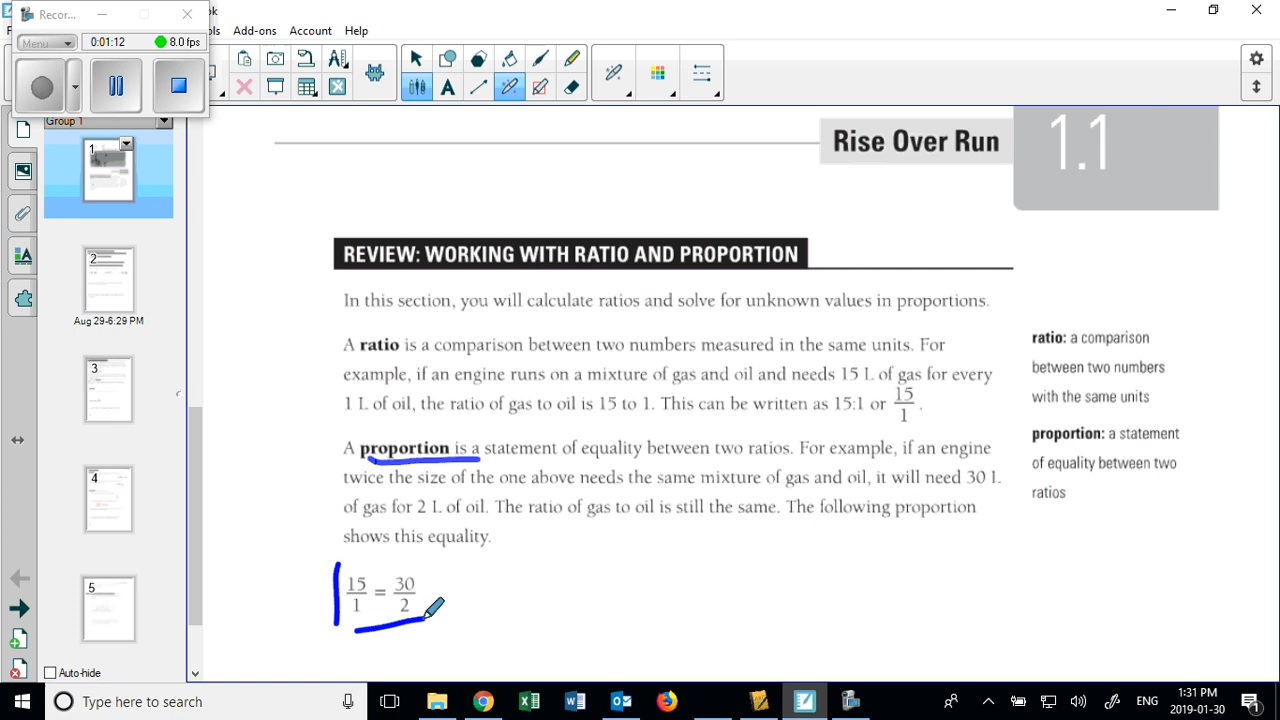 Recor...
ok
Menu
0:01:12
8.0 fps
ols
Add-ons
Account
Help
Group 1
1
2
Aug 29-6:29 PM
3
4
5
Auto-hide
Rise Over Run
1.1
REVIEW: WORKING WITH RATIO AND PROPORTION
In this section, you will calculate ratios and solve for unknown values in proportions.
A ratio is a comparison between two numbers measured in the same units. For
example, if an engine runs on a mixture of gas and oil and needs 15 L of gas for every
1 L of oil, the ratio of gas to oil is 15 to 1. This can be written as 15:1 or 15/1.
A proportion is a statement of equality between two ratios. For example, if an engine
twice the size of the one above needs the same mixture of gas and oil, it will need 30 L
of gas for 2 L of oil. The ratio of gas to oil is still the same. The following proportion
shows this equality.
15/1 = 30/2
ratio: a comparison
between two numbers
with the same units
proportion: a statement
of equality between two
ratios
Type here to search
ENG
1:31 PM
2019-01-30
1